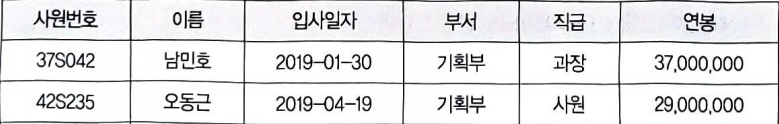 사원번호 이름 입사일자 부서 직급 연봉
37S042 남민호 2019-01-30 기획부 과장 37,000,000
42S235 오동근 2019-04-19 기획부 사원 29,000,000